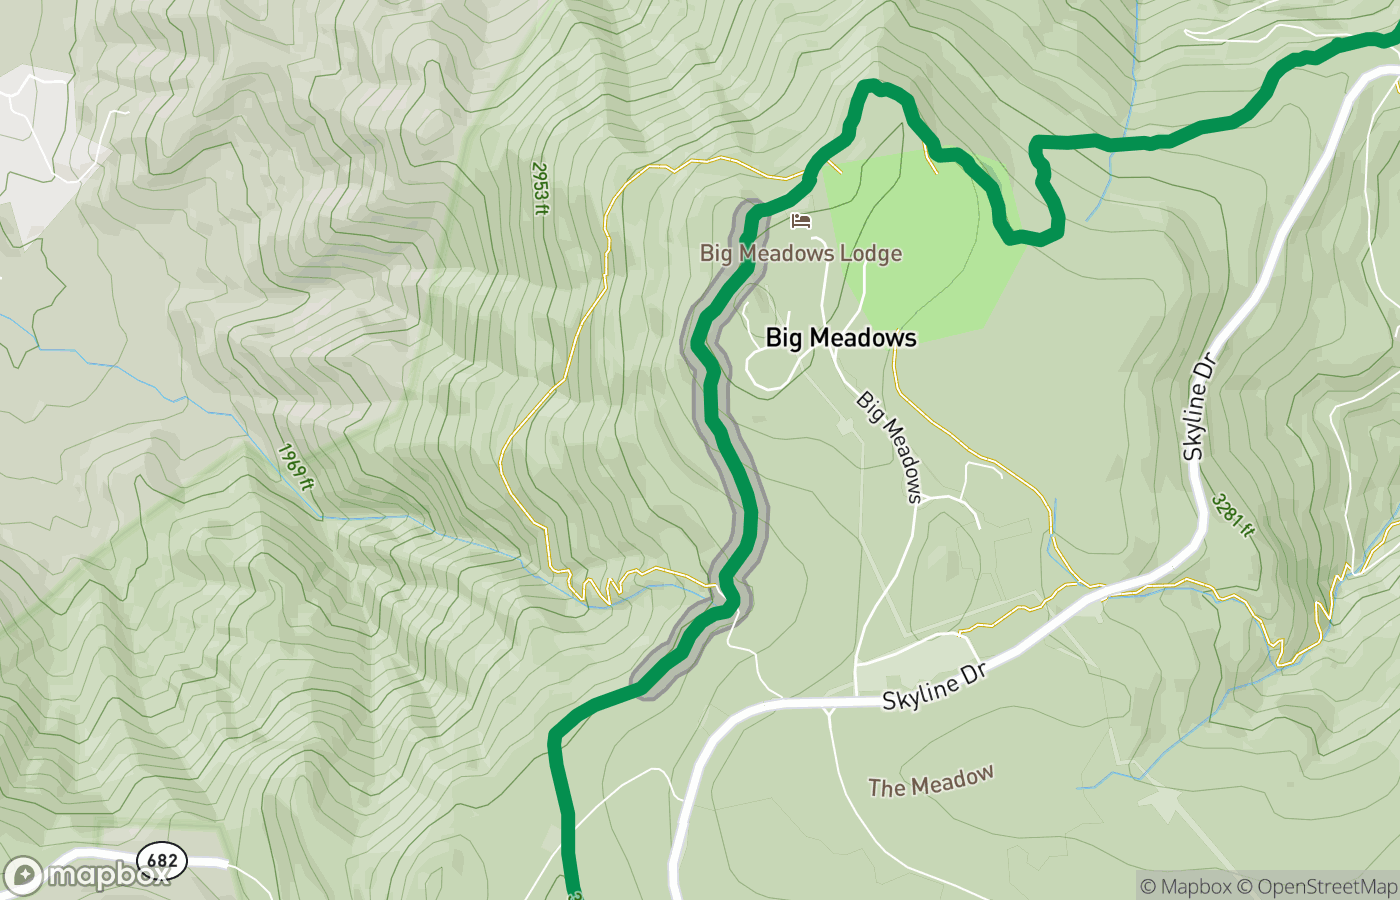 2953 ft
Big Meadows Lodge
Big Meadows
Skyline Dr
Big Meadows
1969 ft
3281 ft
Skyline Dr
The Meadow
682
mapbox
© Mapbox © OpenStreetMap